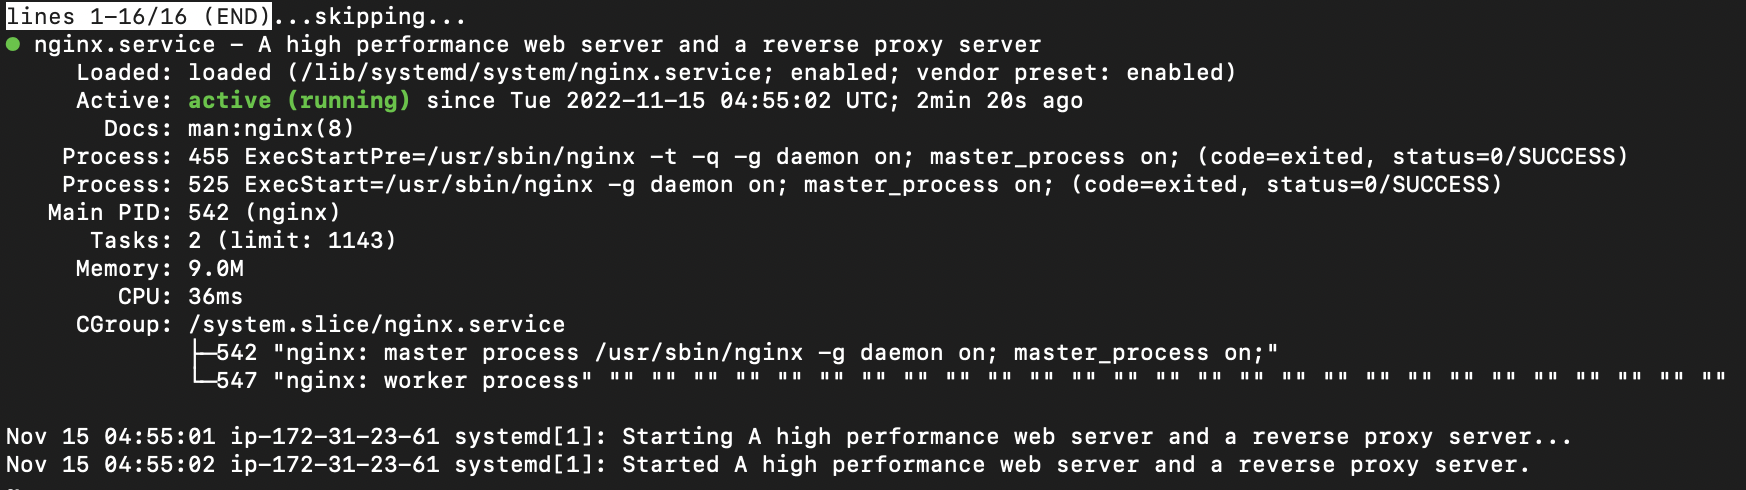 lines 1-16/16 (END)...skipping...
● nginx.service - A high performance web server and a reverse proxy server
     Loaded: loaded (/lib/systemd/system/nginx.service; enabled; vendor preset: enabled)
     Active: active (running) since Tue 2022-11-15 04:55:02 UTC; 2min 20s ago
       Docs: man:nginx(8)
    Process: 455 ExecStartPre=/usr/sbin/nginx -t -q -g daemon on; master_process on; (code=exited, status=0/SUCCESS)
    Process: 525 ExecStart=/usr/sbin/nginx -g daemon on; master_process on; (code=exited, status=0/SUCCESS)
   Main PID: 542 (nginx)
      Tasks: 2 (limit: 1143)
     Memory: 9.0M
        CPU: 36ms
     CGroup: /system.slice/nginx.service
             ├─542 "nginx: master process /usr/sbin/nginx -g daemon on; master_process on;"
             └─547 "nginx: worker process" "" "" "" "" "" "" "" "" "" "" "" "" "" "" "" "" "" "" "" "" "" "" "" "" "" "" ""

Nov 15 04:55:01 ip-172-31-23-61 systemd[1]: Starting A high performance web server and a reverse proxy server...
Nov 15 04:55:02 ip-172-31-23-61 systemd[1]: Started A high performance web server and a reverse proxy server.